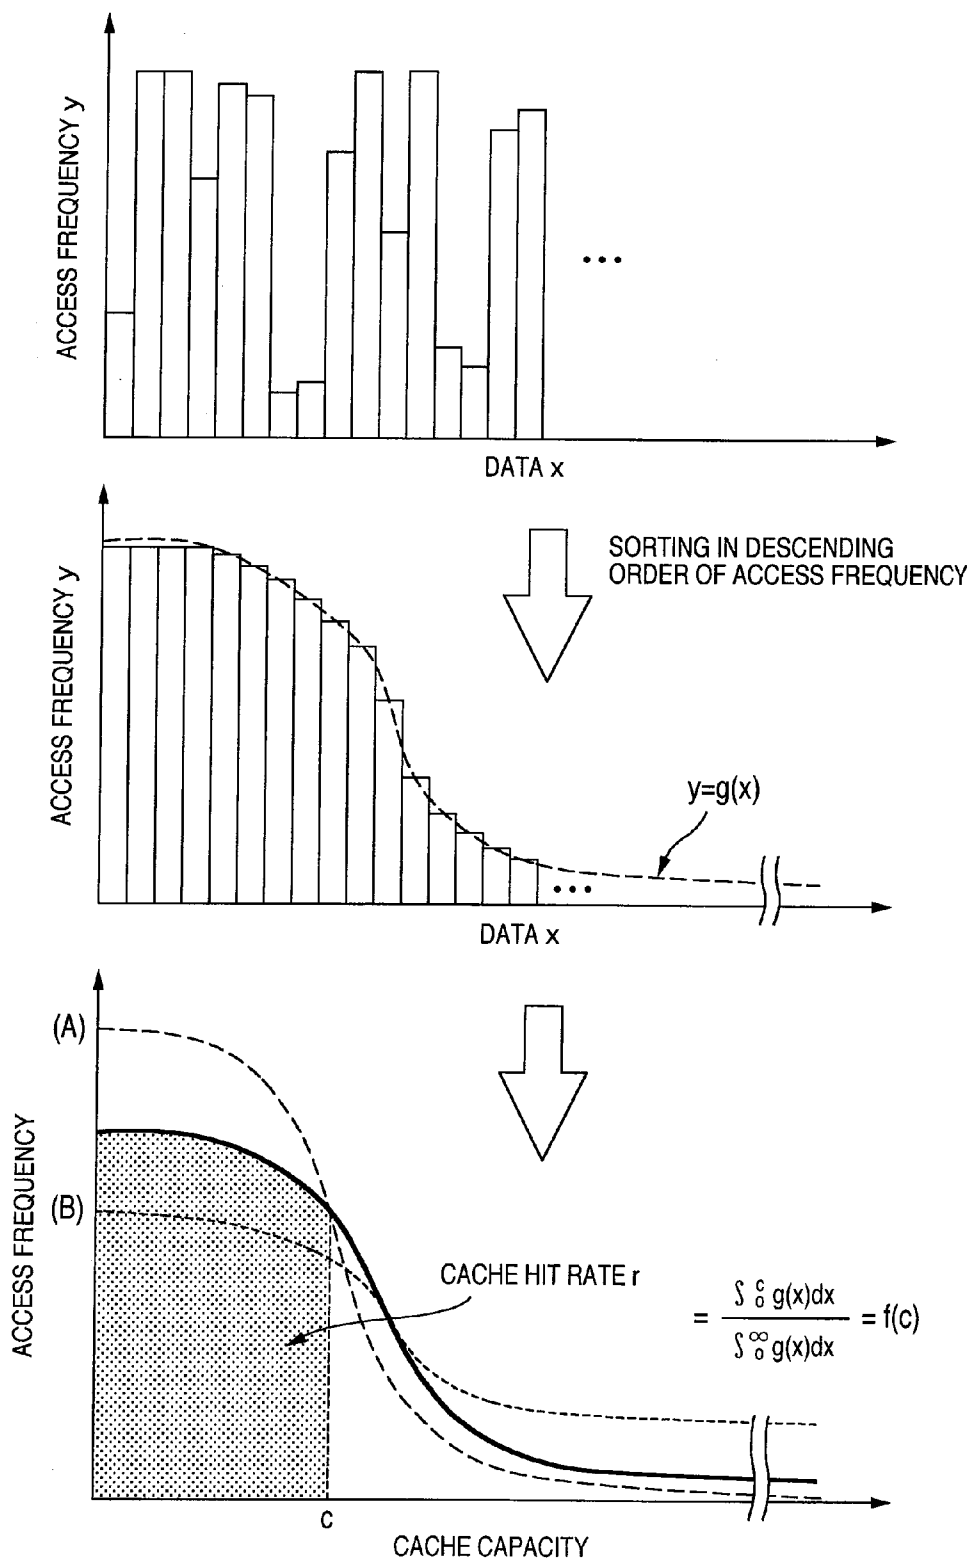 ACCESS FREQUENCY y
• • •
DATA x
SORTING IN DESCENDING
ORDER OF ACCESS FREQUENCY
ACCESS FREQUENCY y
y=g(x)
• • •
DATA x
(A)
(B)
ACCESS FREQUENCY
CACHE HIT RATE r
= ∫₀ᶜ g(x)dx / ∫₀^∞ g(x)dx = f(c)
c
CACHE CAPACITY